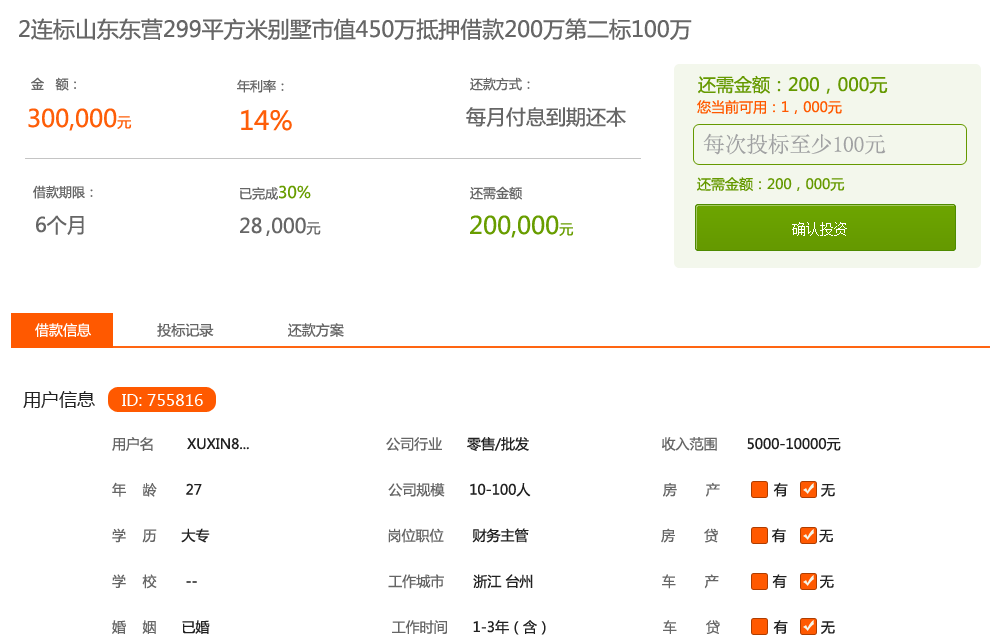 2连标山东东营299平方米别墅市值450万抵押借款200万第二标100万
金 额： 年利率： 还款方式：
300,000元 14% 每月付息到期还本
借款期限： 已完成30% 还需金额
6个月 28,000元 200,000元
还需金额：200，000元
您当前可用：1，000元
每次投标至少100元
还需金额：200，000元
确认投资
借款信息 投标记录 还款方案
用户信息 ID: 755816
用户名 XUXIN8... 公司行业 零售/批发 收入范围 5000-10000元
年 龄 27 公司规模 10-100人 房 产 有 无
学 历 大专 岗位职位 财务主管 房 贷 有 无
学 校 -- 工作城市 浙江 台州 车 产 有 无
婚 姻 已婚 工作时间 1-3年（含） 车 贷 有 无